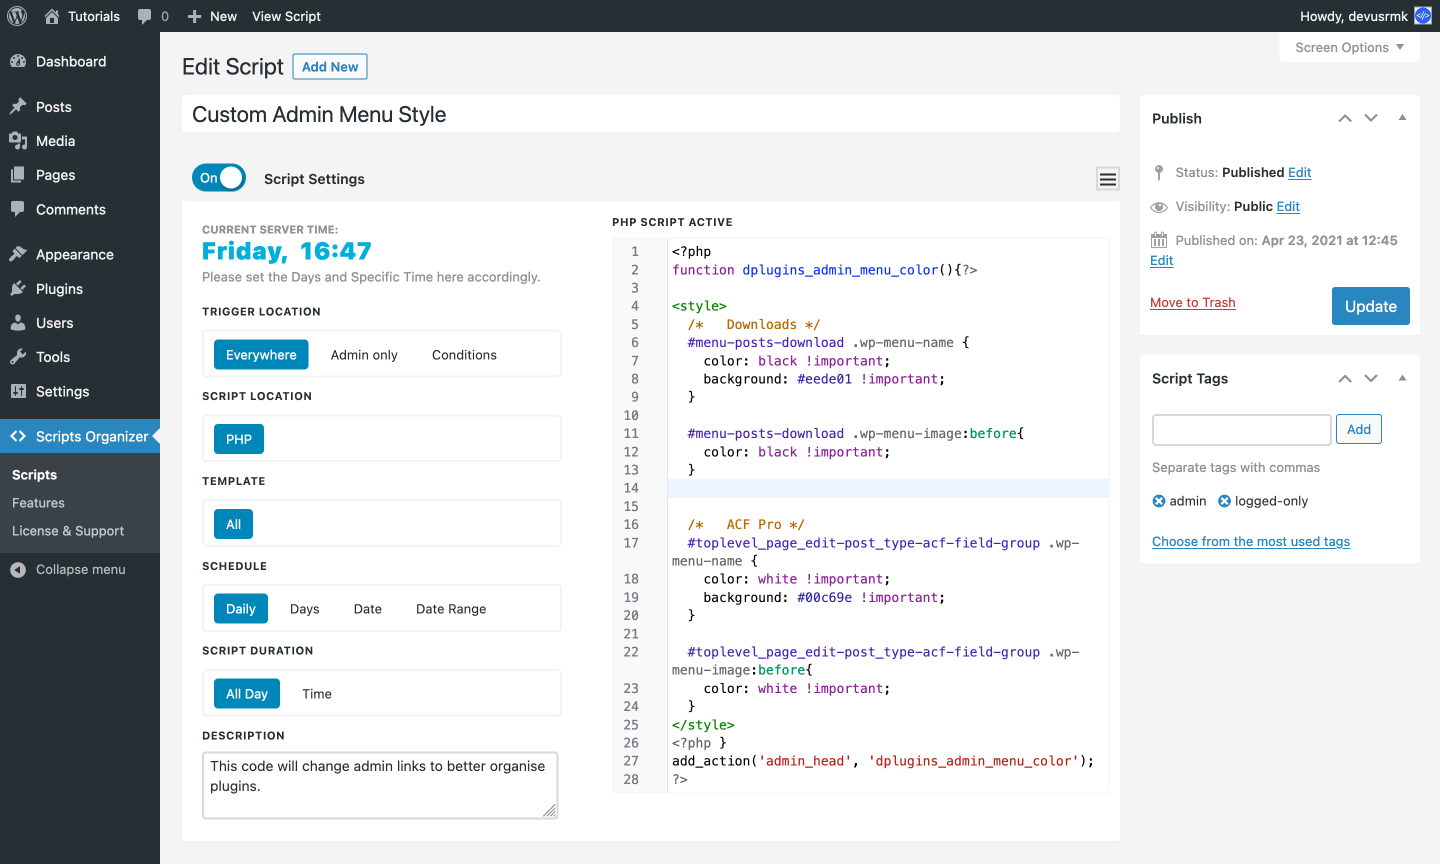 Tutorials
0
New
View Script
Howdy, devusrmk
Dashboard
Posts
Media
Pages
Comments
Appearance
Plugins
Users
Tools
Settings
Scripts Organizer
Scripts
Features
License & Support
Collapse menu
Screen Options
Edit Script
Add New
Custom Admin Menu Style
On
Script Settings
CURRENT SERVER TIME:
Friday, 16:47
Please set the Days and Specific Time here accordingly.
TRIGGER LOCATION
Everywhere Admin only Conditions
SCRIPT LOCATION
PHP
TEMPLATE
All
SCHEDULE
Daily Days Date Date Range
SCRIPT DURATION
All Day Time
DESCRIPTION
This code will change admin links to better organise
plugins.
PHP SCRIPT ACTIVE
1 <?php
2 function dplugins_admin_menu_color(){?>
3
4 <style>
5   /*   Downloads */
6   #menu-posts-download .wp-menu-name {
7     color: black !important;
8     background: #eede01 !important;
9   }
10
11   #menu-posts-download .wp-menu-image:before{
12     color: black !important;
13   }
14
15
16   /*   ACF Pro */
17   #toplevel_page_edit-post_type-acf-field-group .wp-
menu-name {
18     color: white !important;
19     background: #00c69e !important;
20   }
21
22   #toplevel_page_edit-post_type-acf-field-group .wp-
menu-image:before{
23     color: white !important;
24   }
25 </style>
26 <?php }
27 add_action('admin_head', 'dplugins_admin_menu_color');
28 ?>
Publish
Status: Published Edit
Visibility: Public Edit
Published on: Apr 23, 2021 at 12:45
Edit
Move to Trash
Update
Script Tags
Add
Separate tags with commas
admin logged-only
Choose from the most used tags